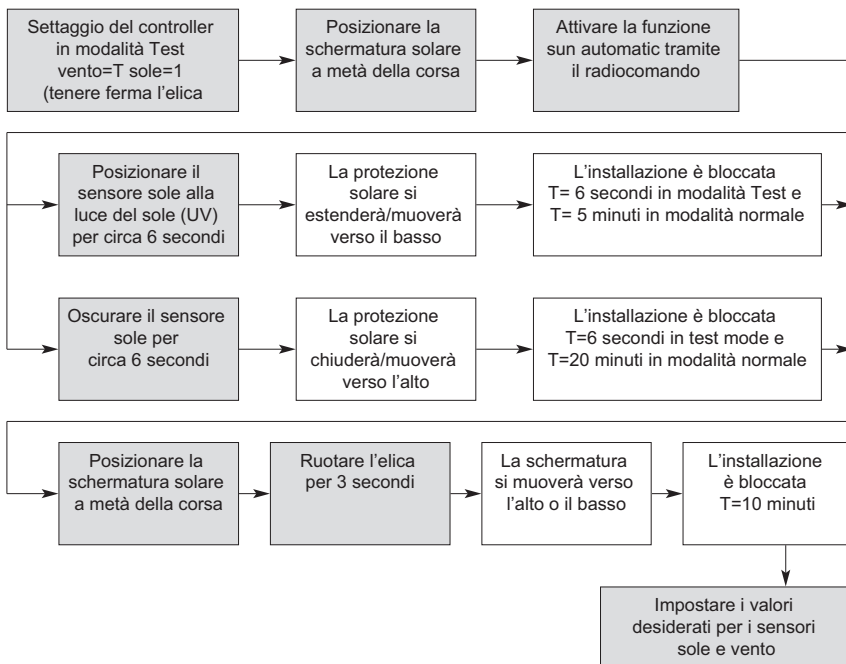 Settaggio del controller
in modalità Test
vento=T sole=1
(tenere ferma l'elica
Posizionare la
schermatura solare
a metà della corsa
Attivare la funzione
sun automatic tramite
il radiocomando
Posizionare il
sensore sole alla
luce del sole (UV)
per circa 6 secondi
La protezione
solare si
estenderà/muoverà
verso il basso
L'installazione è bloccata
T= 6 secondi in modalità Test e
T= 5 minuti in modalità normale
Oscurare il sensore
sole per
circa 6 secondi
La protezione
solare si
chiuderà/muoverà
verso l'alto
L'installazione è bloccata
T=6 secondi in test mode e
T=20 minuti in modalità normale
Posizionare la
schermatura solare
a metà della corsa
Ruotare l'elica
per 3 secondi
La schermatura
si muoverà verso
l'alto o il basso
L'installazione
è bloccata
T=10 minuti
Impostare i valori
desiderati per i sensori
sole e vento